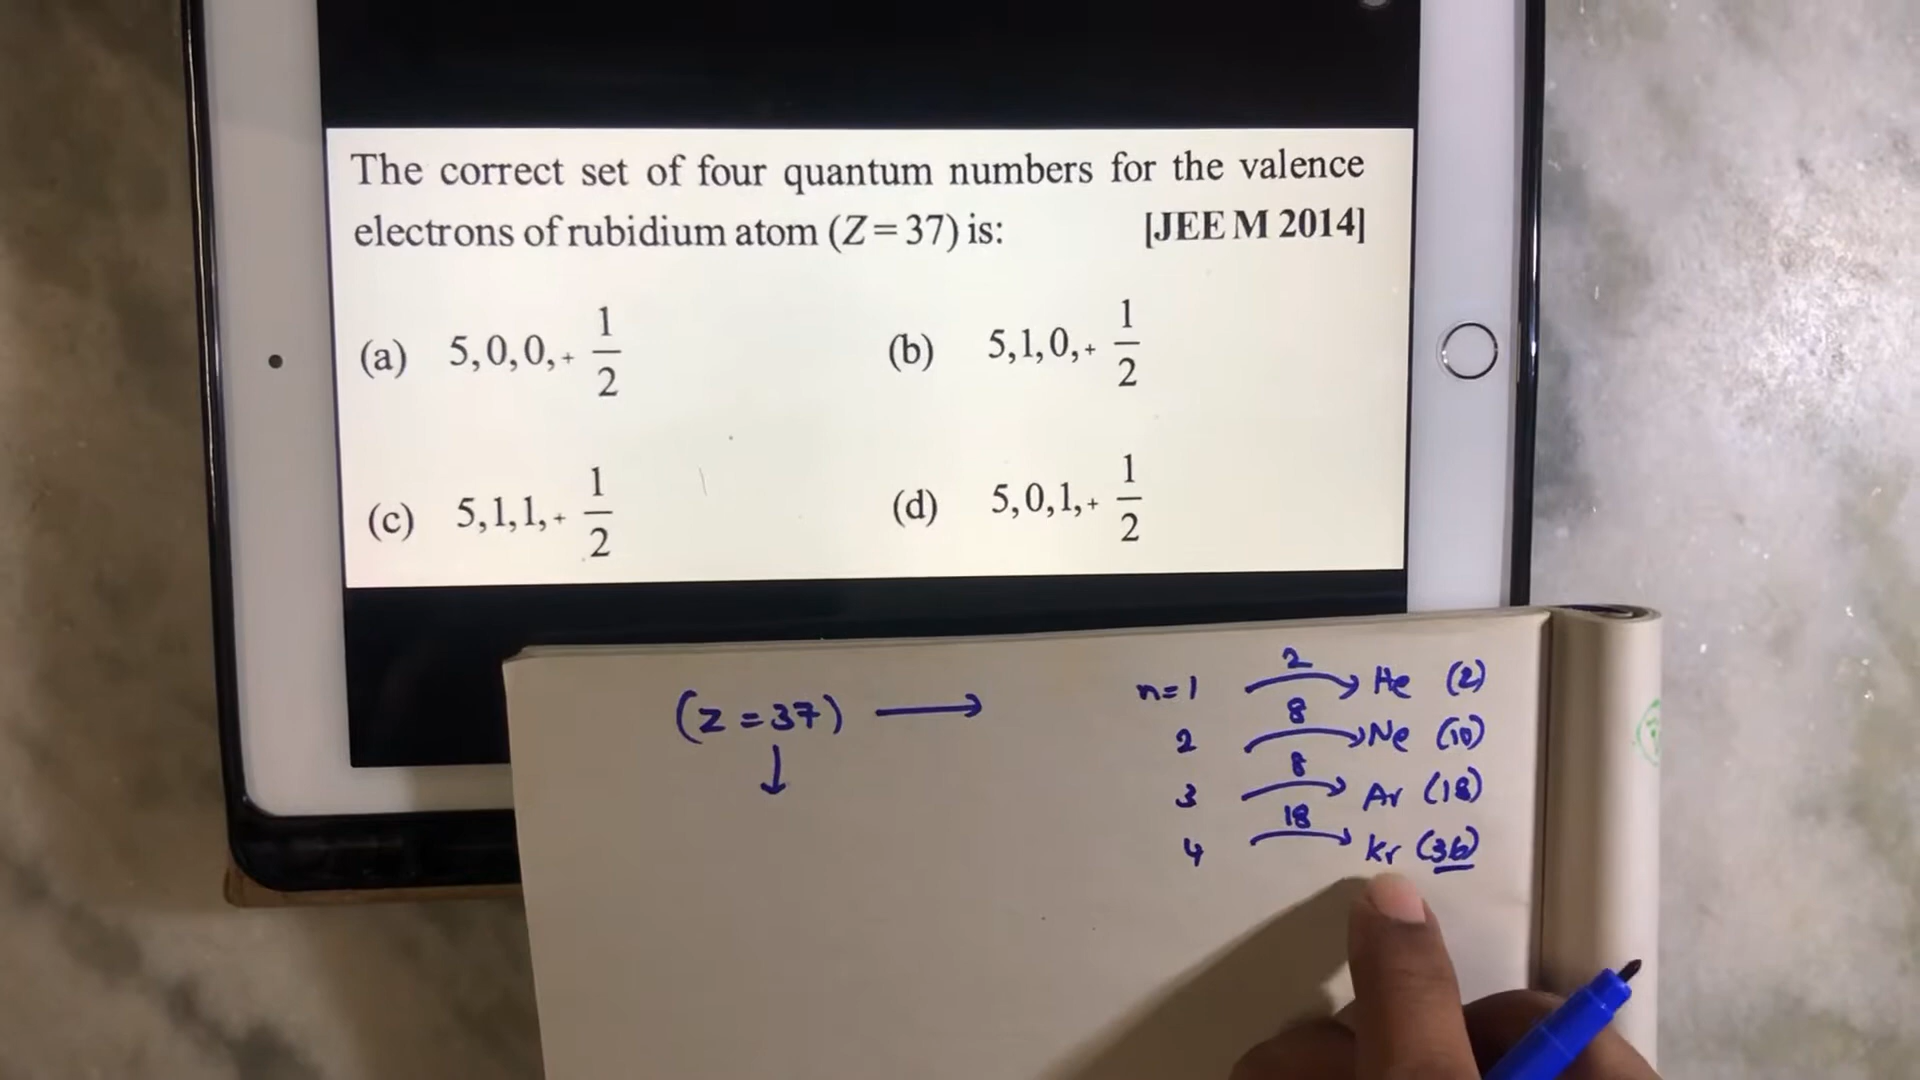 The correct set of four quantum numbers for the valence
electrons of rubidium atom (Z = 37) is: [JEE M 2014]
(a) 5,0,0,+ 1/2 (b) 5,1,0,+ 1/2
(c) 5,1,1,+ 1/2 (d) 5,0,1,+ 1/2
(Z = 37) → n=1 2 → He (2)
↓ 2 8 → Ne (10)
3 8 → Ar (18)
4 18 → Kr (36)